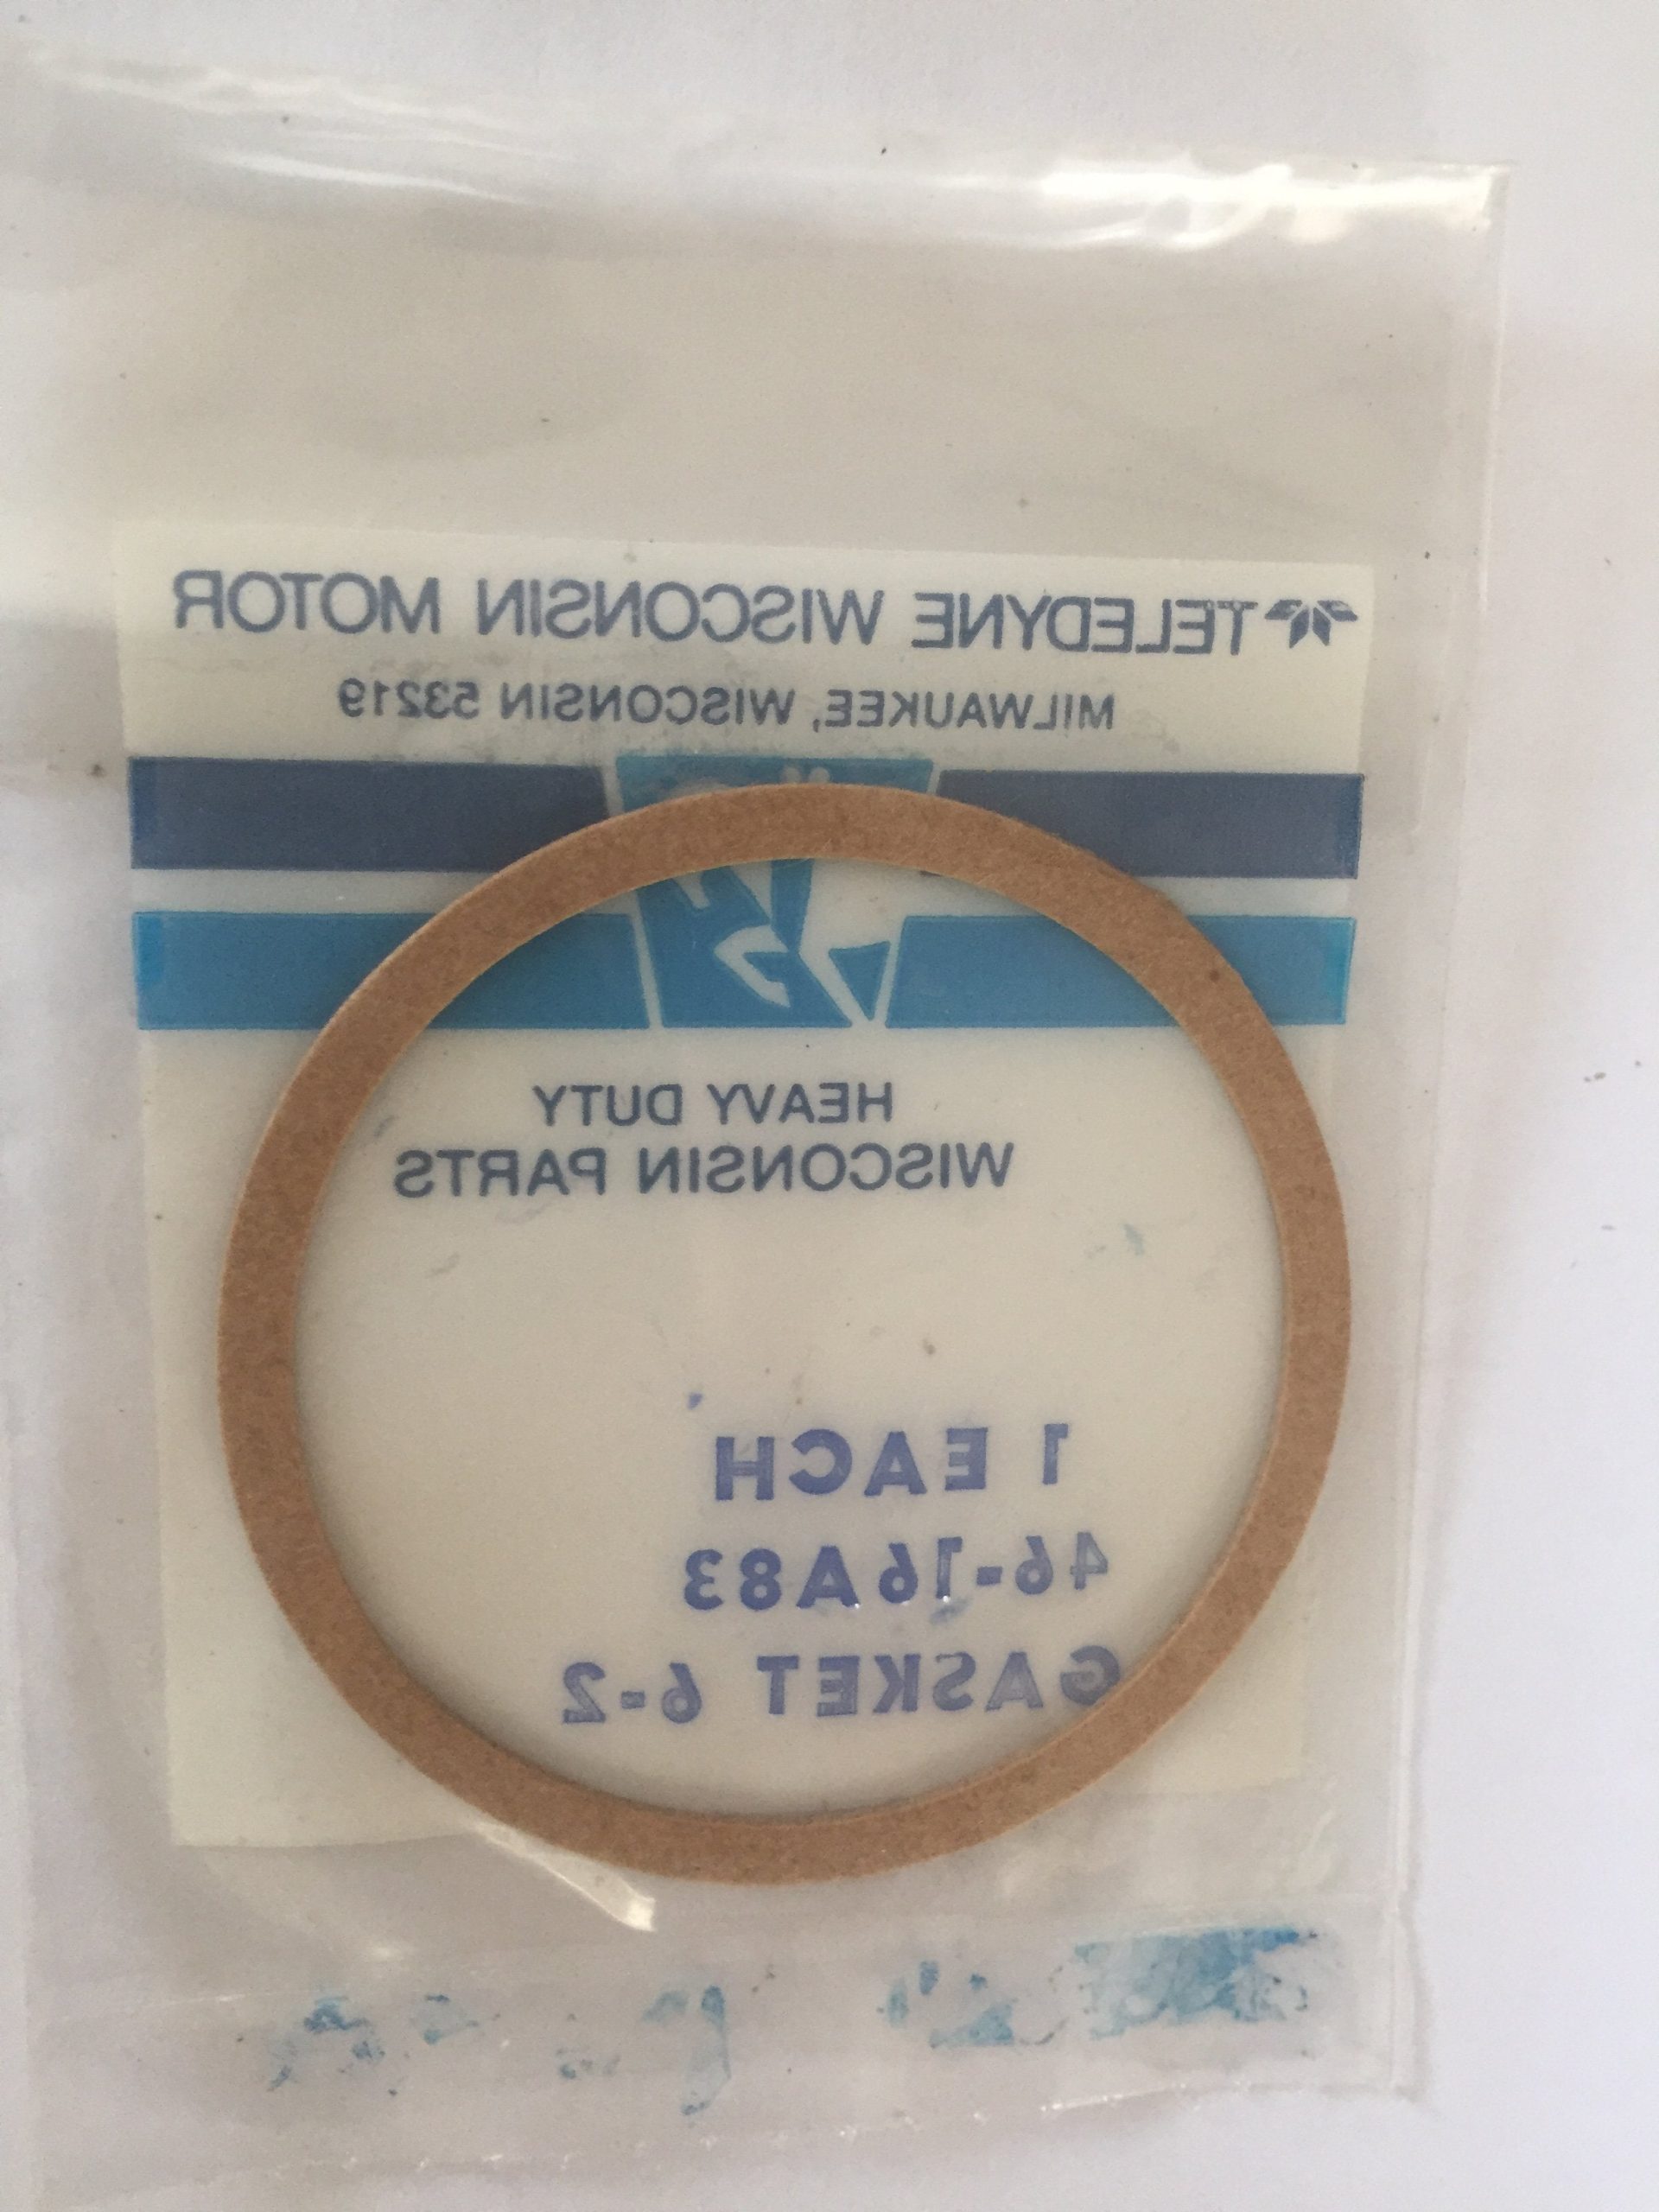 TELEDYNE WISCONSIN MOTOR
MILWAUKEE, WISCONSIN 53219
HEAVY DUTY
WISCONSIN PARTS
1 EACH
46-16A83
GASKET 6-2